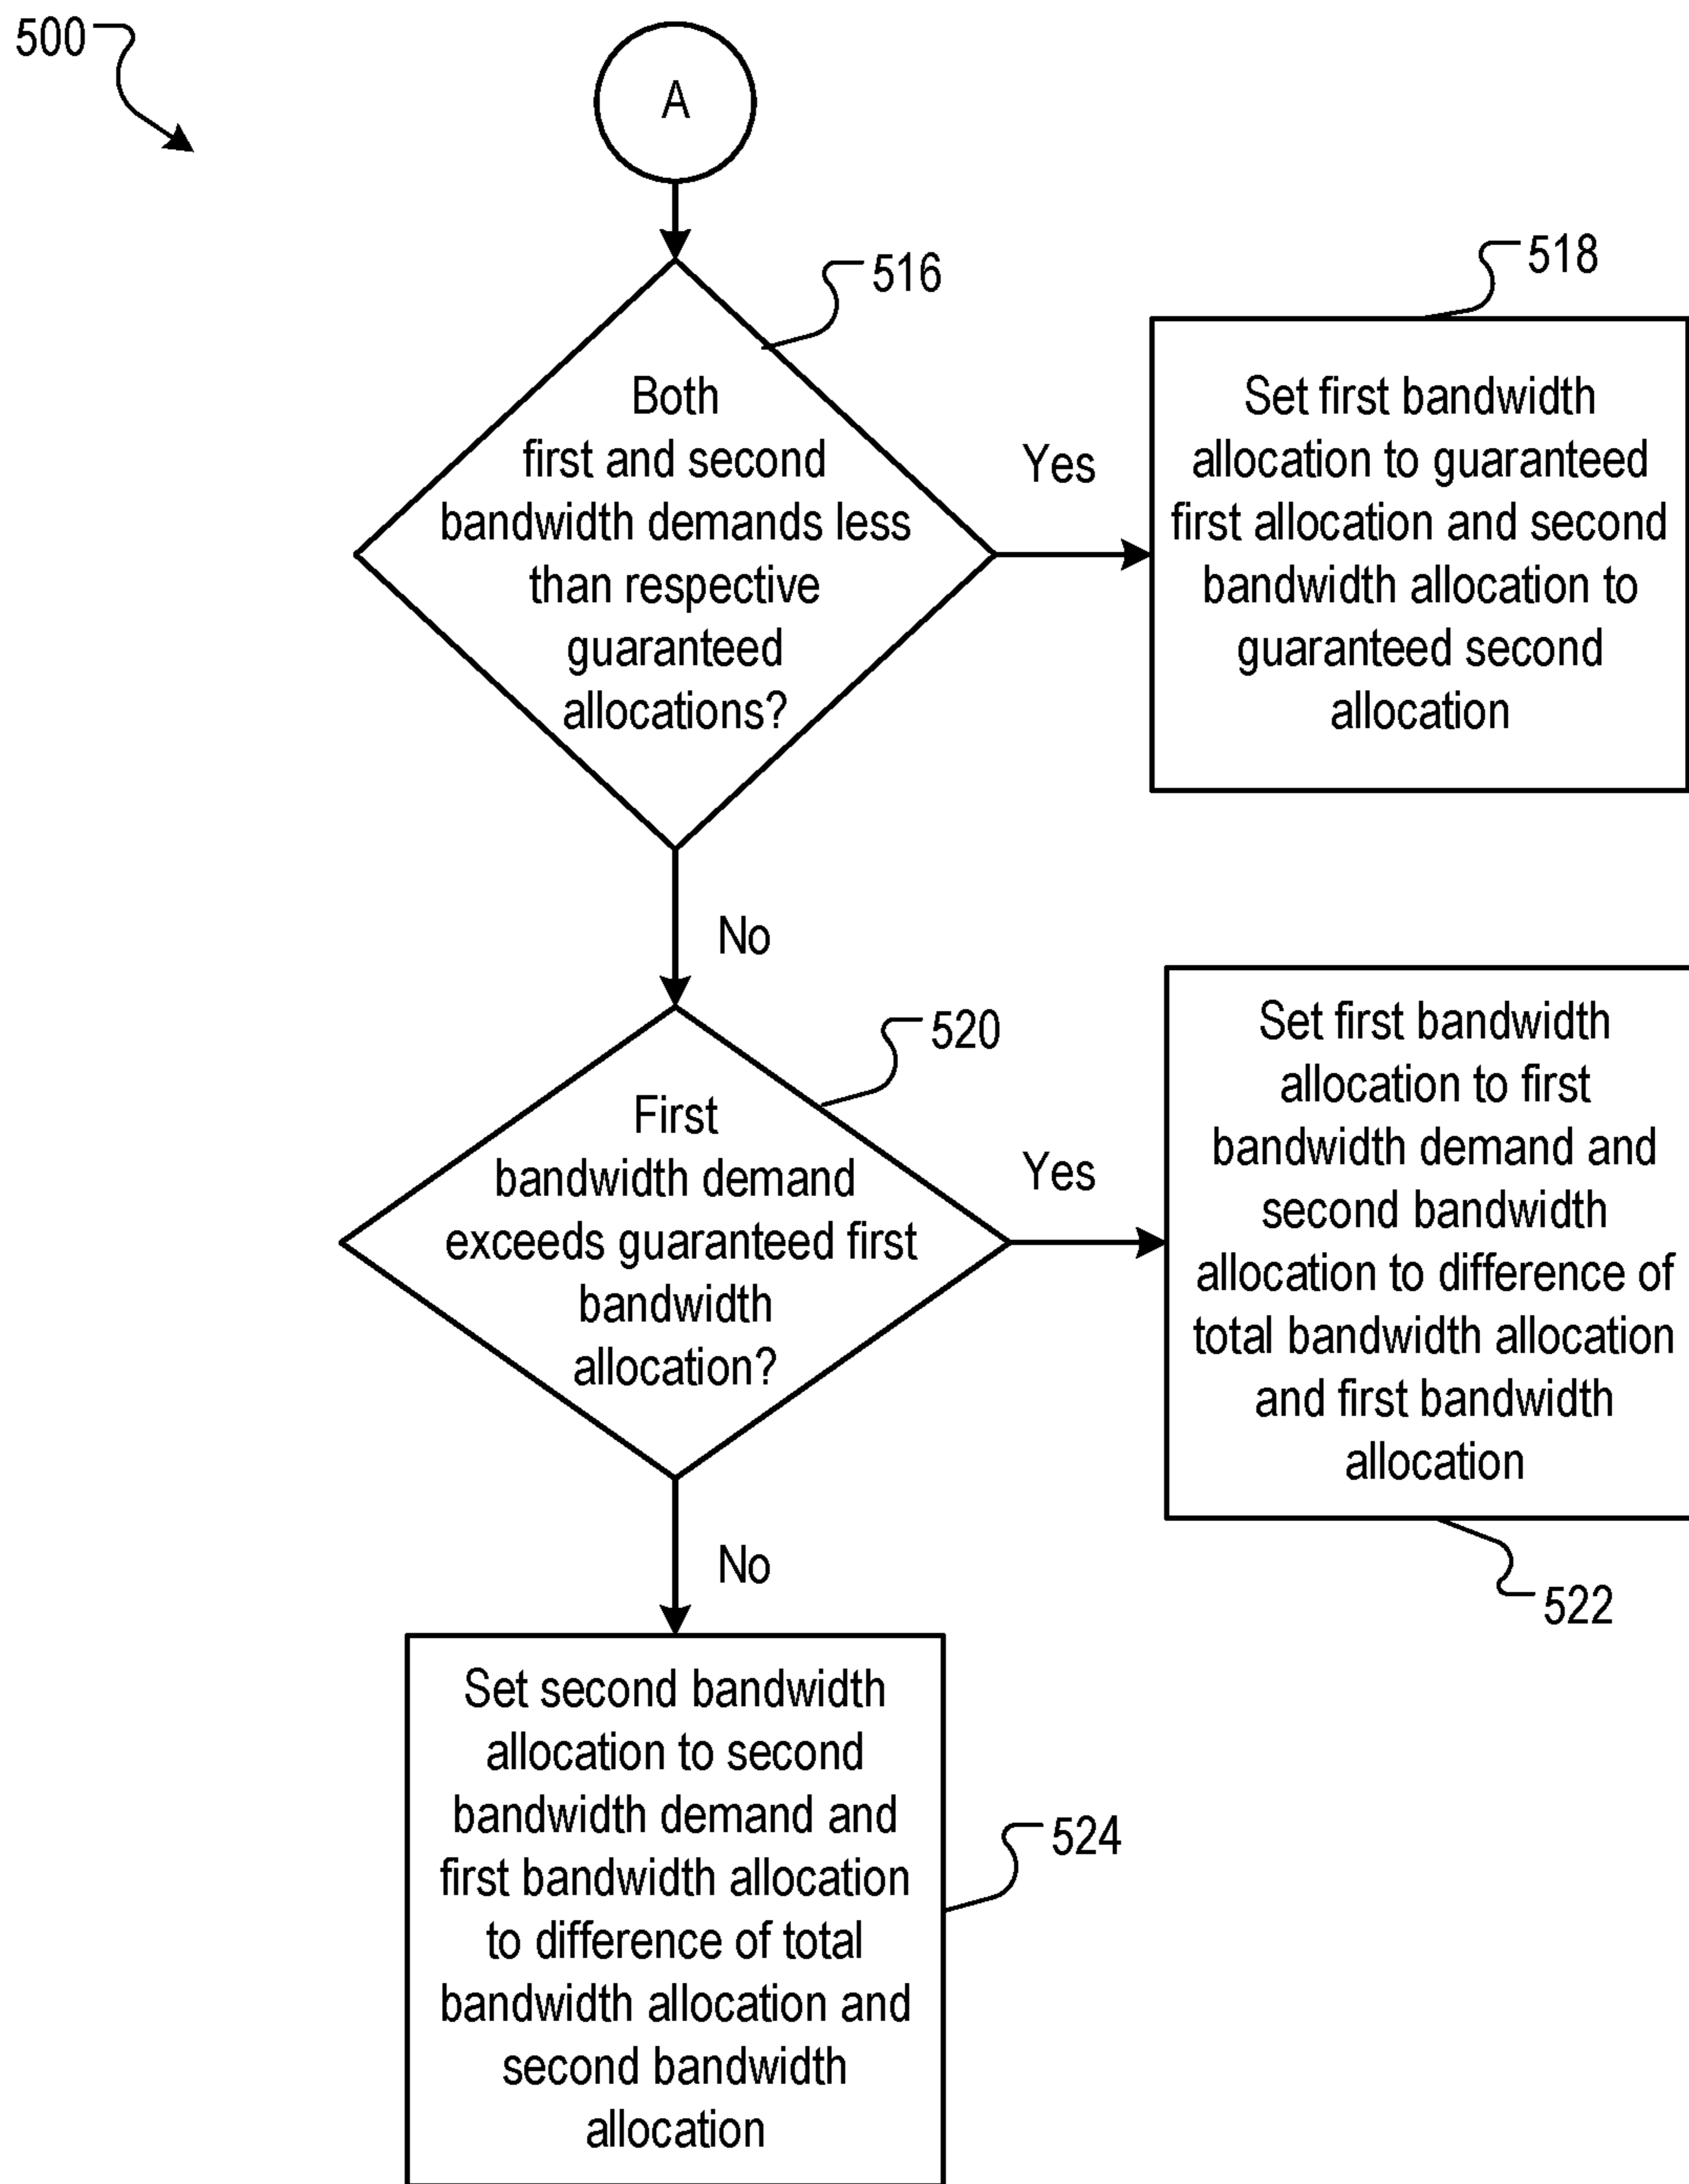 500
A
516
Both
first and second
bandwidth demands less
than respective
guaranteed
allocations?
Yes
518
Set first bandwidth
allocation to guaranteed
first allocation and second
bandwidth allocation to
guaranteed second
allocation
No
520
First
bandwidth demand
exceeds guaranteed first
bandwidth
allocation?
Yes
Set first bandwidth
allocation to first
bandwidth demand and
second bandwidth
allocation to difference of
total bandwidth allocation
and first bandwidth
allocation
522
No
Set second bandwidth
allocation to second
bandwidth demand and
first bandwidth allocation
to difference of total
bandwidth allocation and
second bandwidth
allocation
524